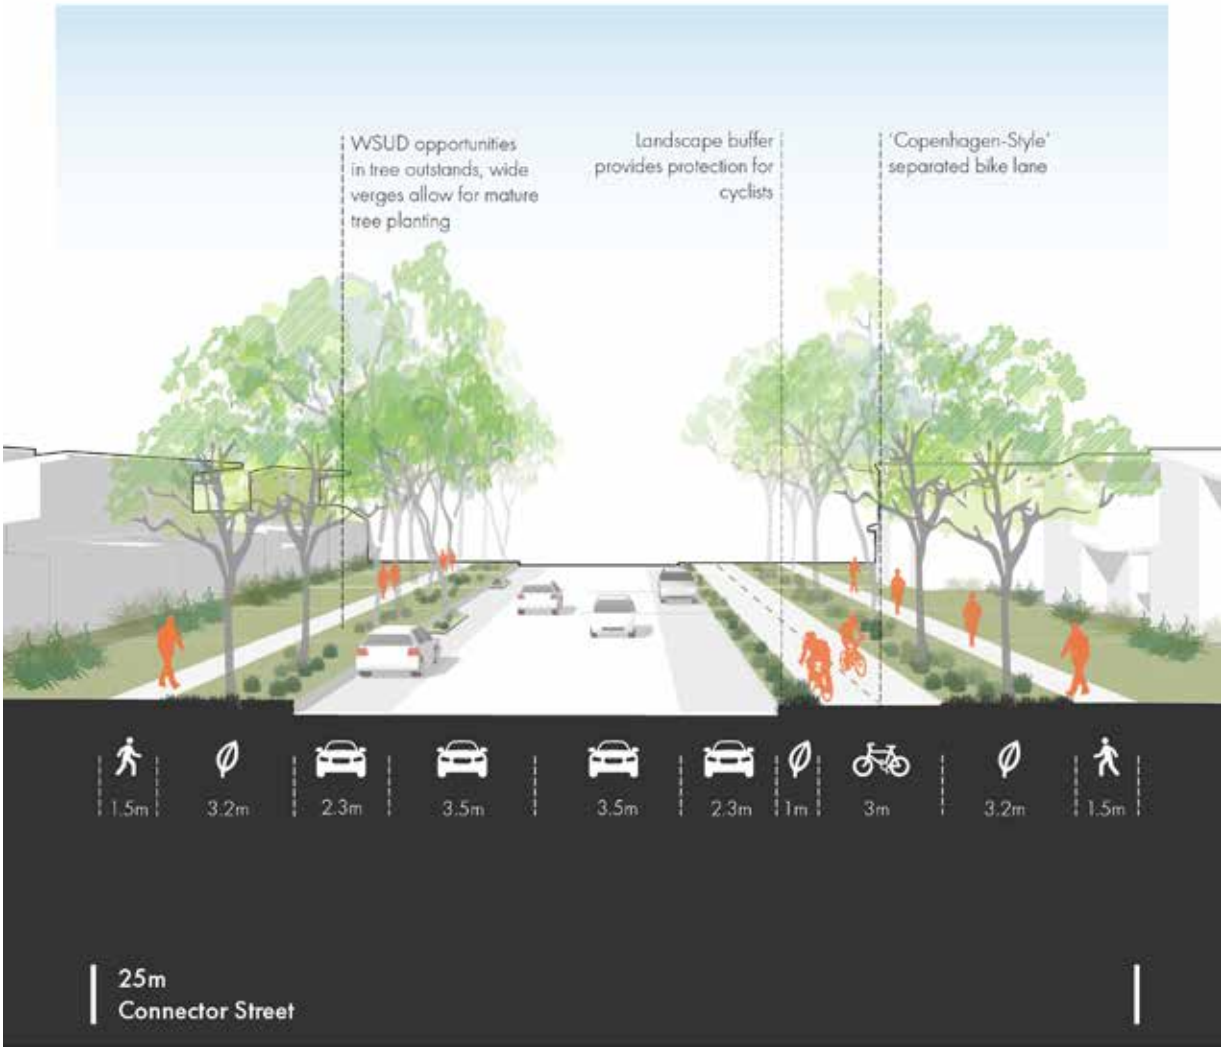 WSUD opportunities
in tree outstands, wide
verges allow for mature
tree planting
Landscape buffer
provides protection for
cyclists
'Copenhagen-Style'
separated bike lane
1.5m 3.2m 2.3m 3.5m 3.5m 2.3m 1m 3m 3.2m 1.5m
25m
Connector Street